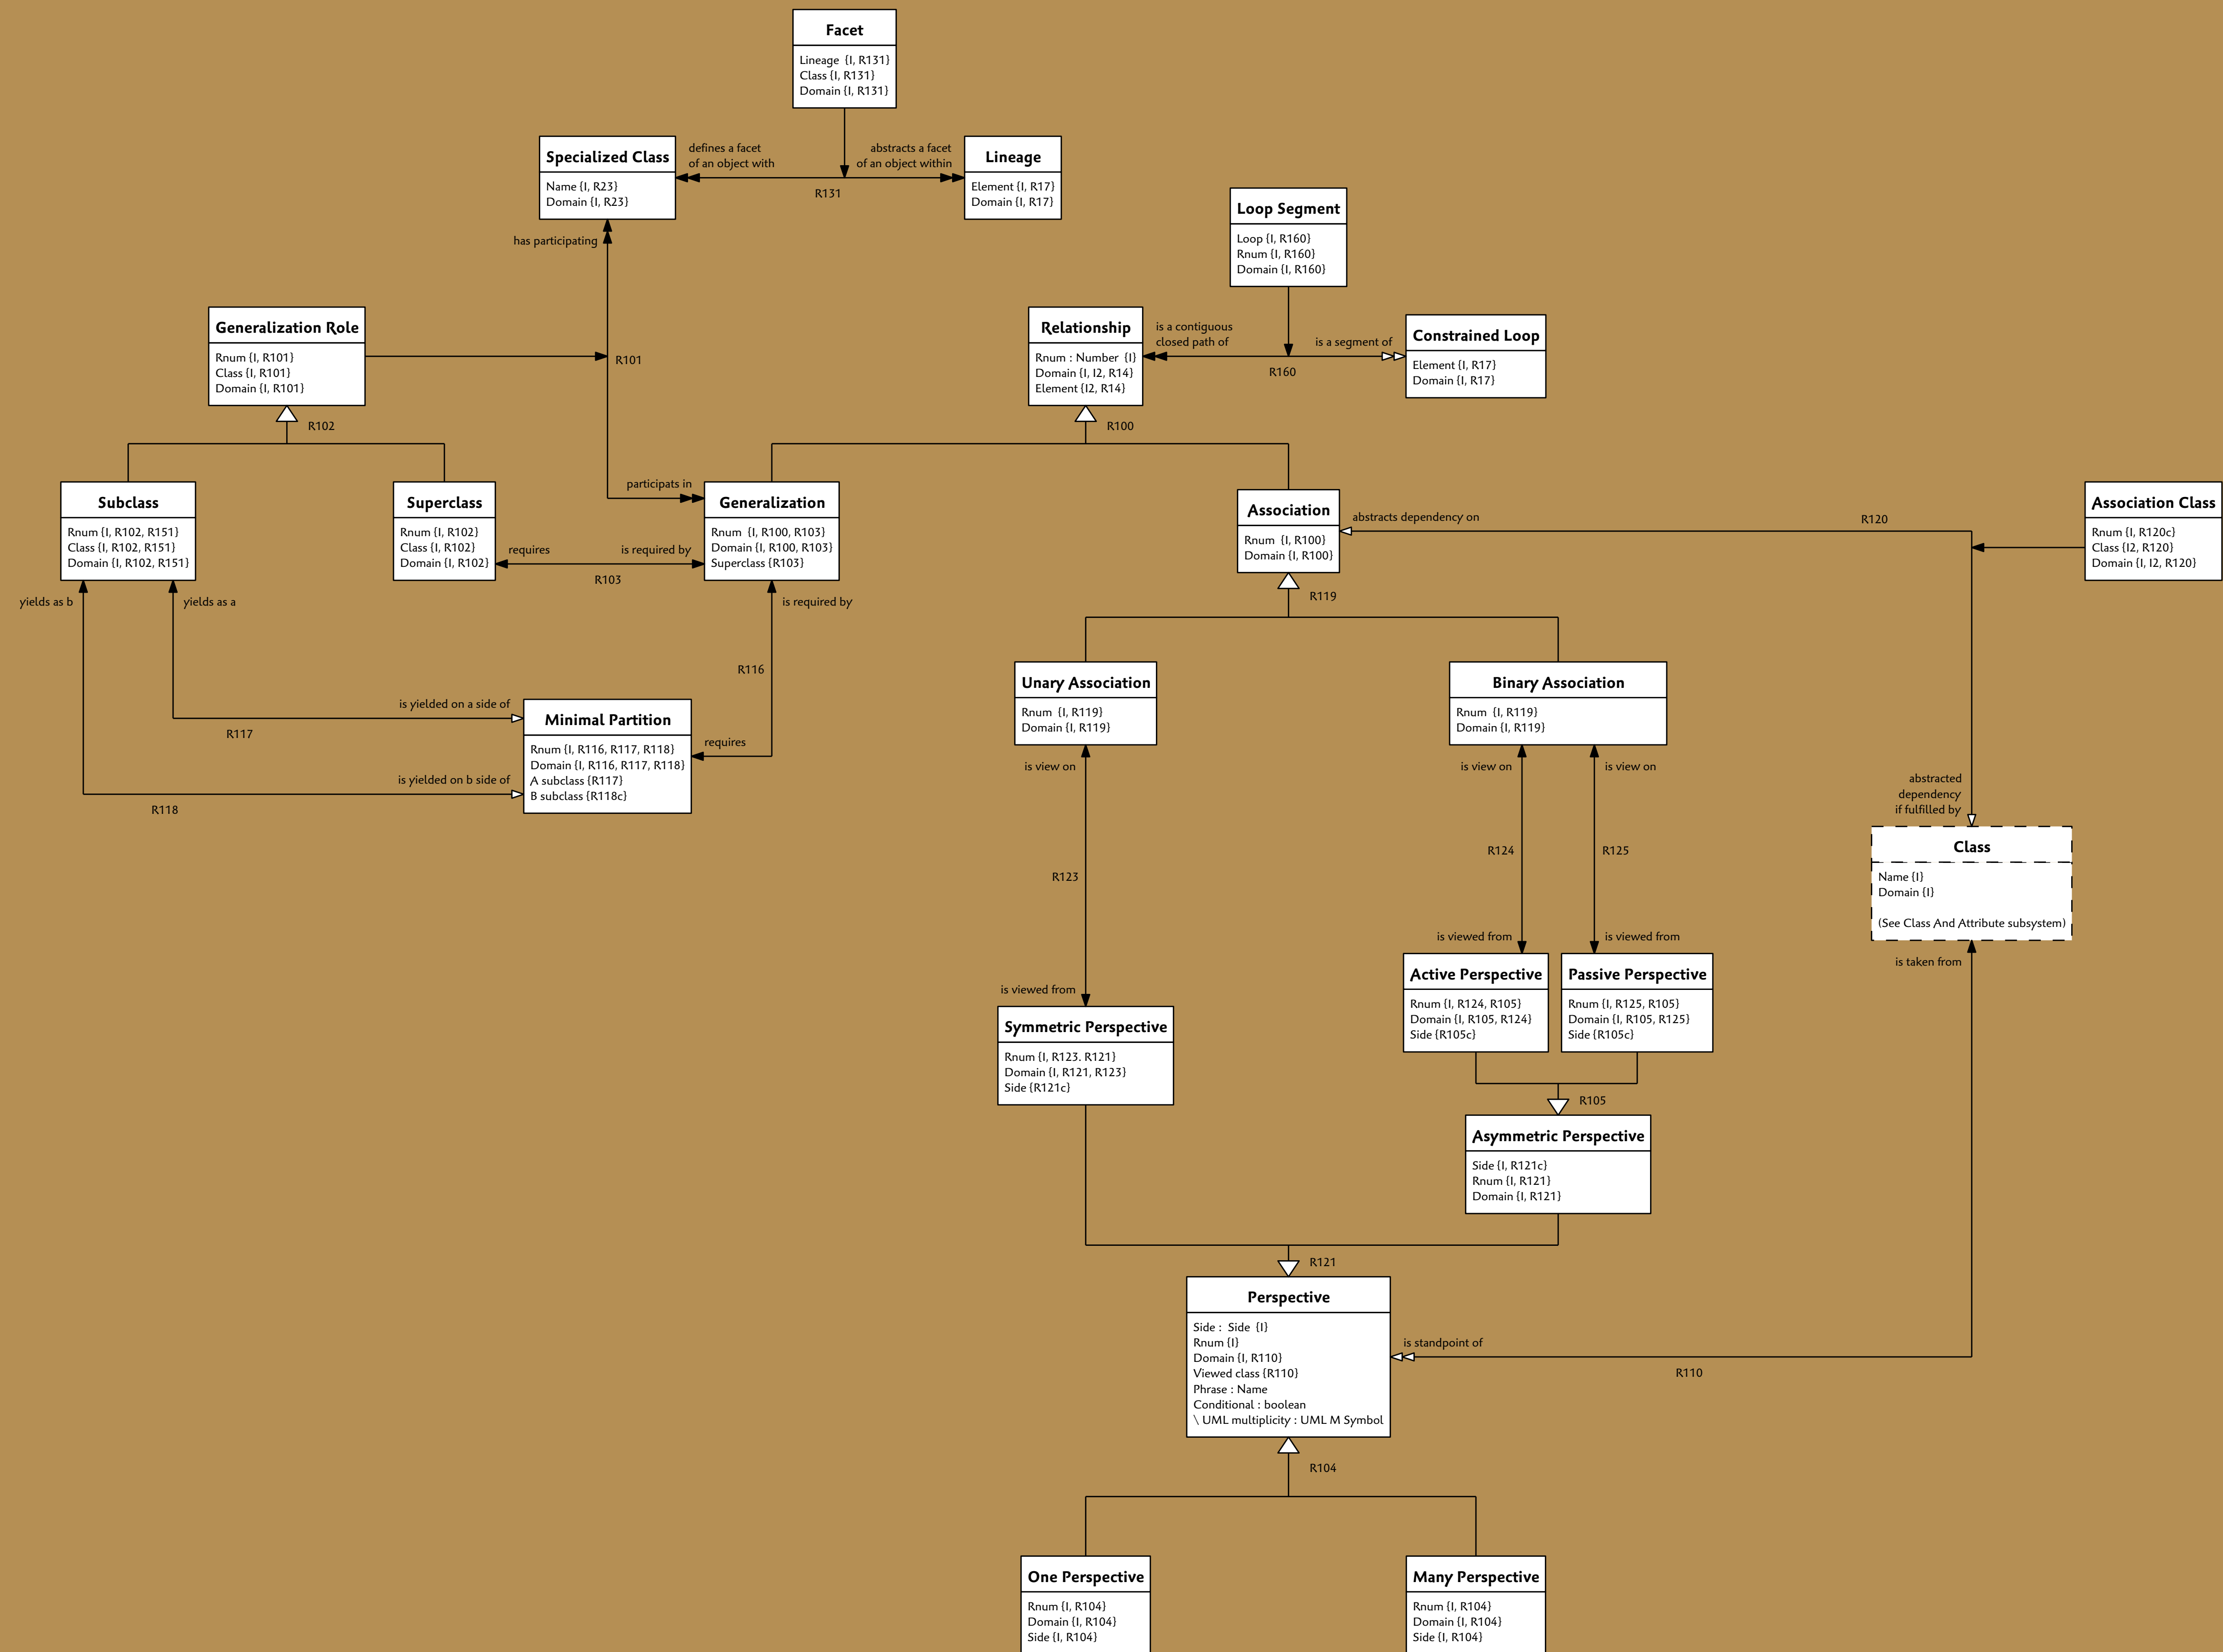 Facet
Lineage {I, R131}
Class {I, R131}
Domain {I, R131}
Specialized Class
Name {I, R23}
Domain {I, R23}
defines a facet
of an object with
abstracts a facet
of an object within
R131
Lineage
Element {I, R17}
Domain {I, R17}
has participating
Loop Segment
Loop {I, R160}
Rnum {I, R160}
Domain {I, R160}
Generalization Role
Rnum {I, R101}
Class {I, R101}
Domain {I, R101}
R101
Relationship
Rnum : Number {I}
Domain {I, I2, R14}
Element {I2, R14}
is a contiguous
closed path of
is a segment of
R160
Constrained Loop
Element {I, R17}
Domain {I, R17}
R102
R100
Subclass
Rnum {I, R102, R151}
Class {I, R102, R151}
Domain {I, R102, R151}
Superclass
Rnum {I, R102}
Class {I, R102}
Domain {I, R102}
participats in
requires
is required by
R103
Generalization
Rnum {I, R100, R103}
Domain {I, R100, R103}
Superclass {R103}
Association
Rnum {I, R100}
Domain {I, R100}
abstracts dependency on
R120
Association Class
Rnum {I, R120c}
Class {I2, R120}
Domain {I, I2, R120}
yields as b
yields as a
is required by
R119
R116
is yielded on a side of
R117
requires
is yielded on b side of
R118
Minimal Partition
Rnum {I, R116, R117, R118}
Domain {I, R116, R117, R118}
A subclass {R117}
B subclass {R118c}
Unary Association
Rnum {I, R119}
Domain {I, R119}
Binary Association
Rnum {I, R119}
Domain {I, R119}
is view on
is view on
is view on
R123
R124
R125
abstracted
dependency
if fulfilled by
Class
Name {I}
Domain {I}
(See Class And Attribute subsystem)
is taken from
is viewed from
is viewed from
is viewed from
Active Perspective
Rnum {I, R124, R105}
Domain {I, R105, R124}
Side {R105c}
Passive Perspective
Rnum {I, R125, R105}
Domain {I, R105, R125}
Side {R105c}
Symmetric Perspective
Rnum {I, R123. R121}
Domain {I, R121, R123}
Side {R121c}
R105
Asymmetric Perspective
Side {I, R121c}
Rnum {I, R121}
Domain {I, R121}
R121
Perspective
Side : Side {I}
Rnum {I}
Domain {I, R110}
Viewed class {R110}
Phrase : Name
Conditional : boolean
\ UML multiplicity : UML M Symbol
is standpoint of
R110
R104
One Perspective
Rnum {I, R104}
Domain {I, R104}
Side {I, R104}
Many Perspective
Rnum {I, R104}
Domain {I, R104}
Side {I, R104}